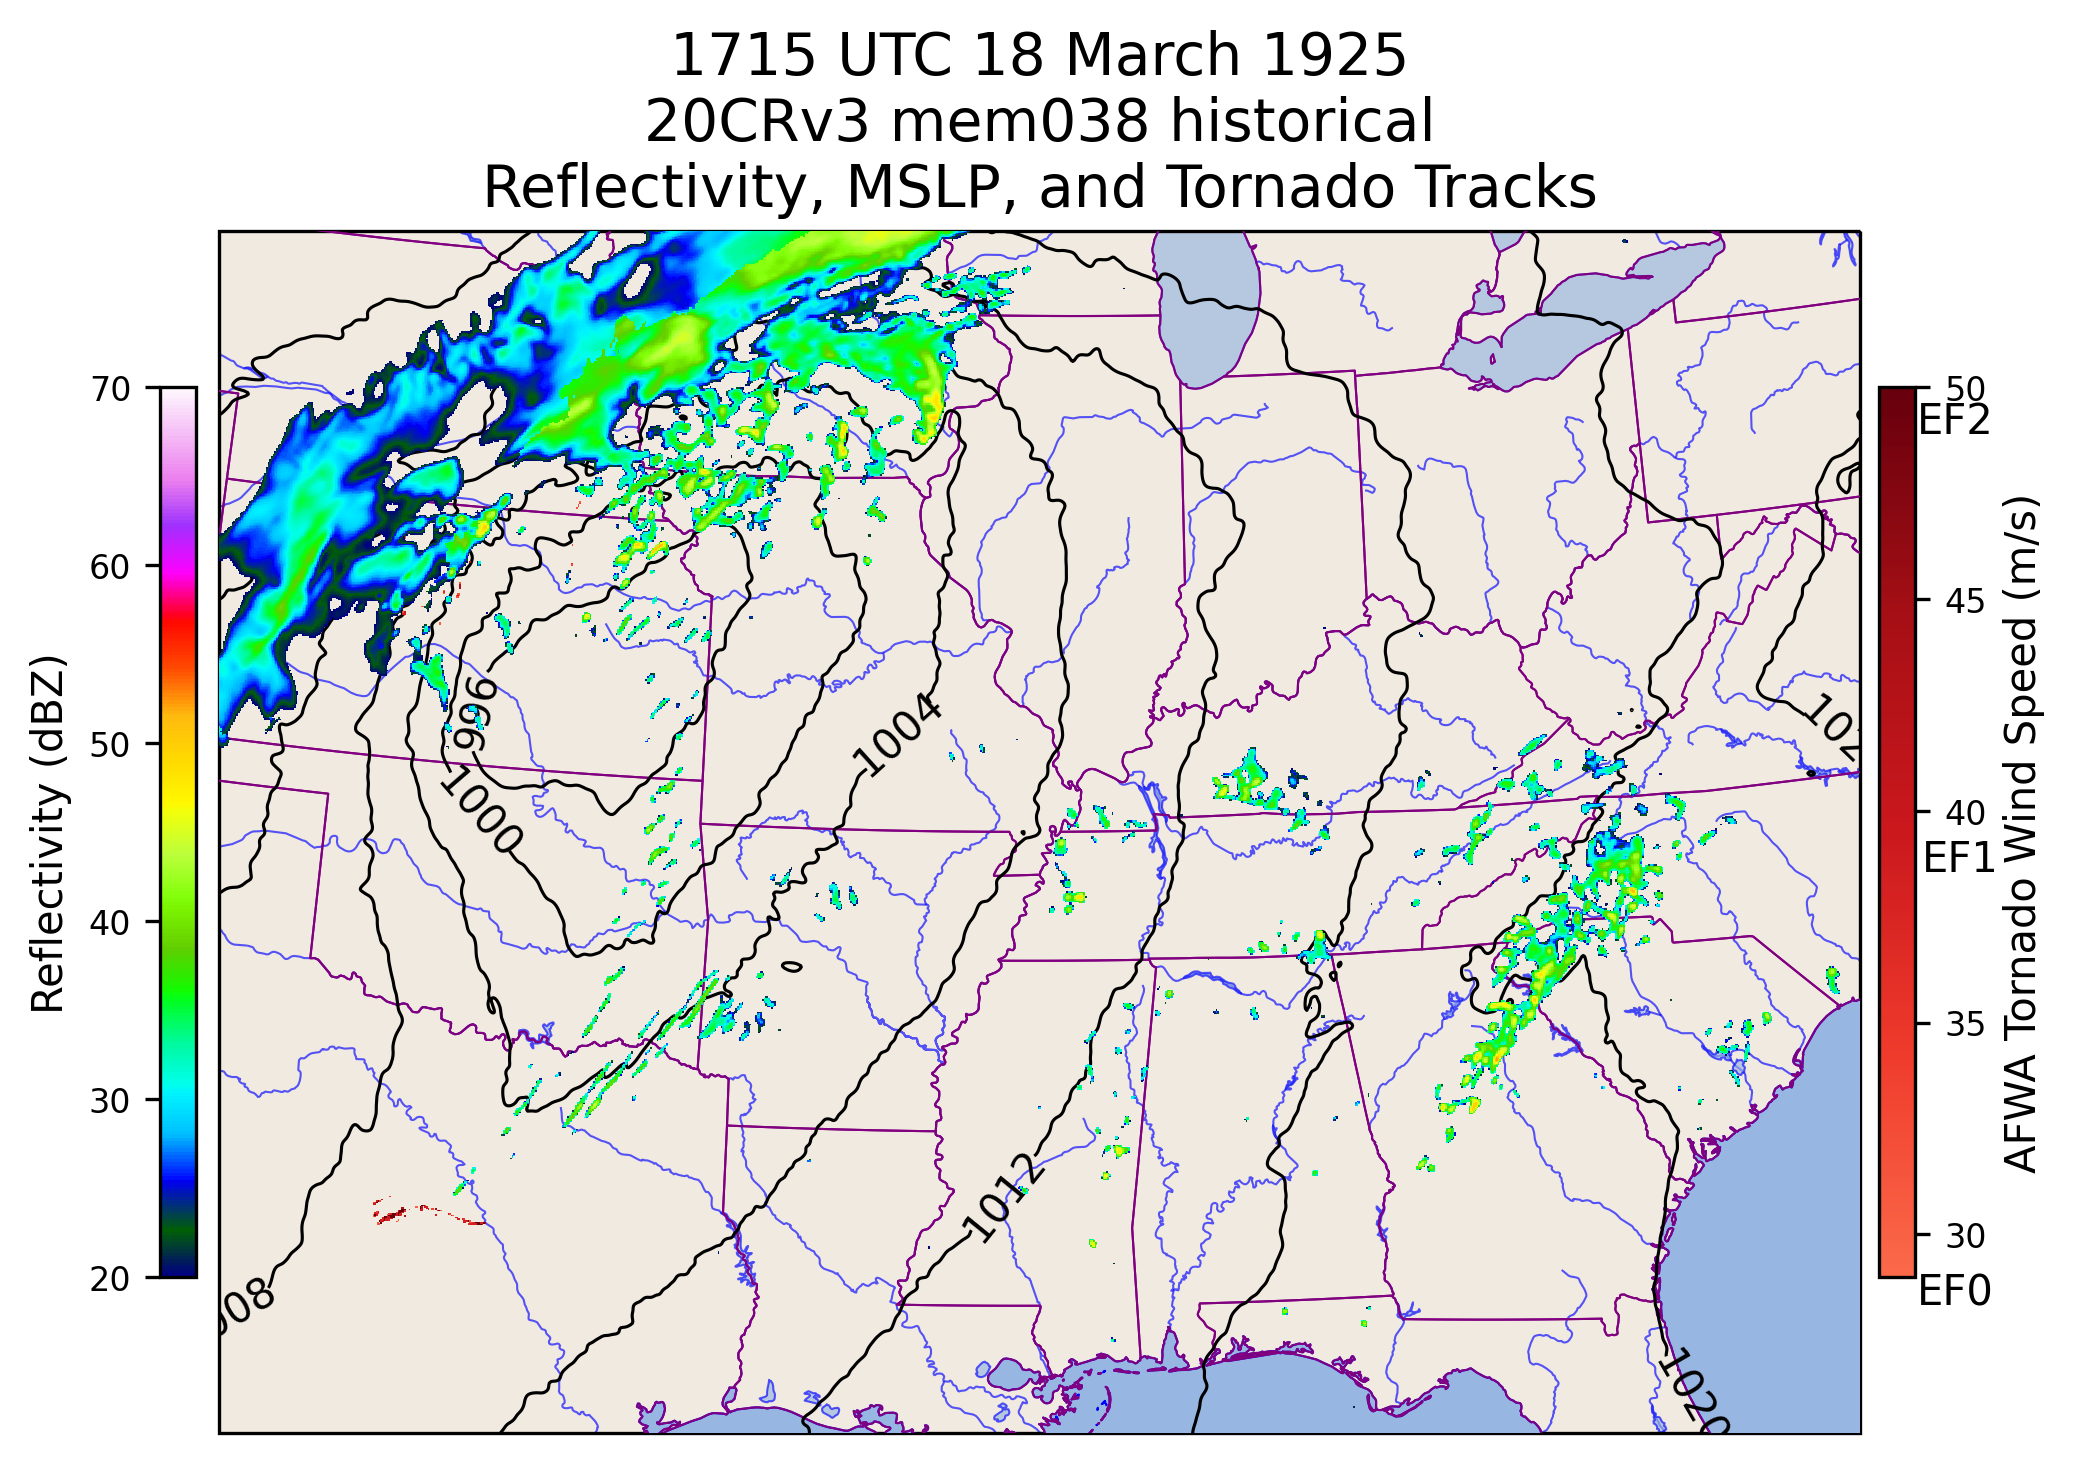 1715 UTC 18 March 1925
20CRv3 mem038 historical
Reflectivity, MSLP, and Tornado Tracks
70
60
50
40
30
20
Reflectivity (dBZ)
996
1000
1004
1012
1020
50
EF2
45
40
EF1
35
30
EF0
AFWA Tornado Wind Speed (m/s)